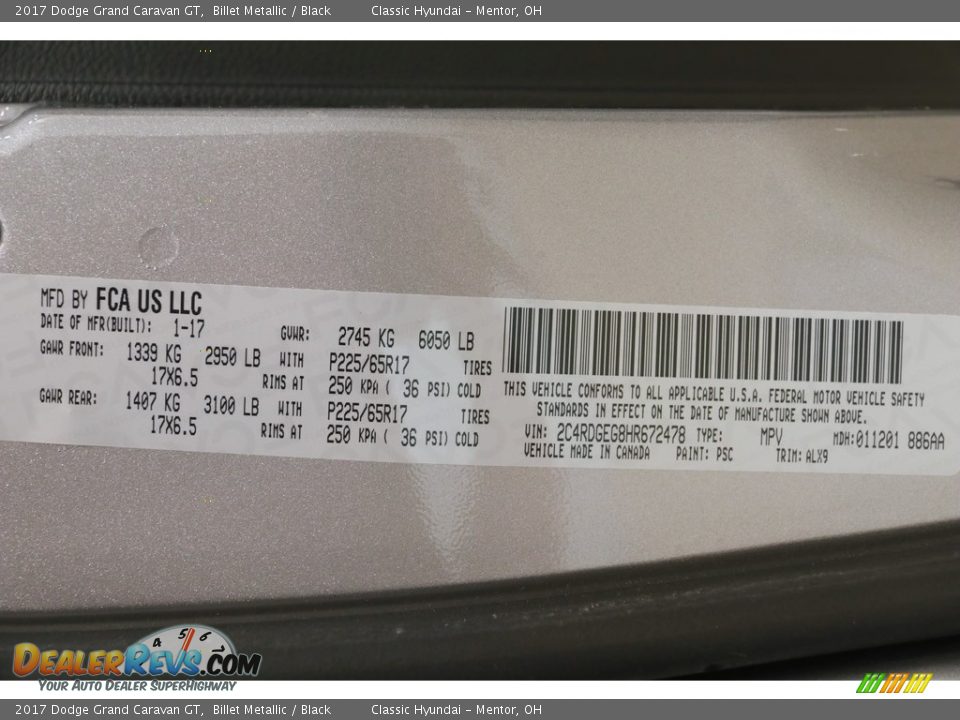 2017 Dodge Grand Caravan GT, Billet Metallic / Black Classic Hyundai – Mentor, OH
MFD BY FCA US LLC
DATE OF MFR(BUILT): 1-17 GVWR: 2745 KG 6050 LB
GAWR FRONT: 1339 KG 2950 LB WITH P225/65R17 TIRES
17X6.5 RIMS AT 250 KPA ( 36 PSI) COLD
GAWR REAR: 1407 KG 3100 LB WITH P225/65R17 TIRES
17X6.5 RIMS AT 250 KPA ( 36 PSI) COLD
THIS VEHICLE CONFORMS TO ALL APPLICABLE U.S.A. FEDERAL MOTOR VEHICLE SAFETY
STANDARDS IN EFFECT ON THE DATE OF MANUFACTURE SHOWN ABOVE.
VIN: 2C4RDGEG8HR672478 TYPE: MPV MDH:011201 886AA
VEHICLE MADE IN CANADA PAINT: PSC TRIM: ALX9
4 5 6
DEALERREVS.COM
YOUR AUTO DEALER SUPERHIGHWAY
2017 Dodge Grand Caravan GT, Billet Metallic / Black Classic Hyundai – Mentor, OH